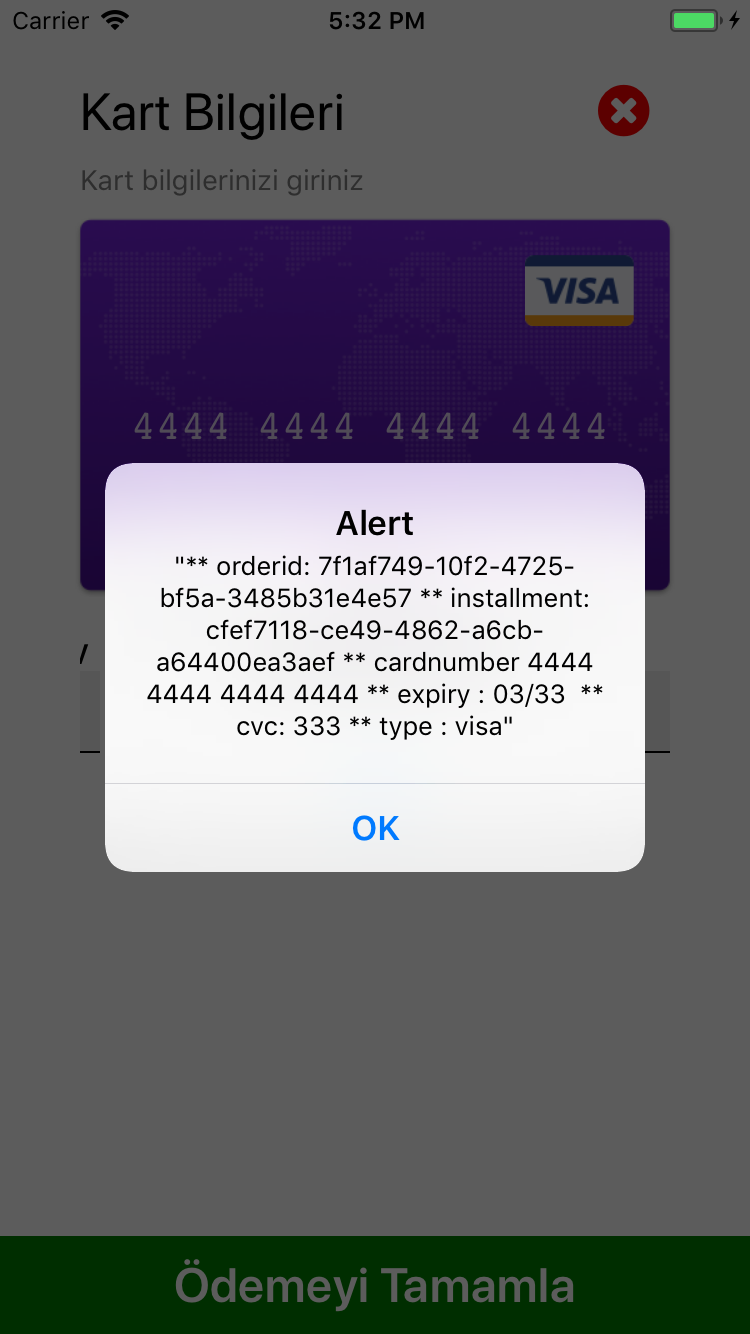 Carrier 5:32 PM
Kart Bilgileri
Kart bilgilerinizi giriniz
VISA
4444 4444 4444 4444
Alert
"** orderid: 7f1af749-10f2-4725-
bf5a-3485b31e4e57 ** installment:
cfef7118-ce49-4862-a6cb-
a64400ea3aef ** cardnumber 4444
4444 4444 4444 ** expiry : 03/33  **
cvc: 333 ** type : visa"
OK
Ödemeyi Tamamla